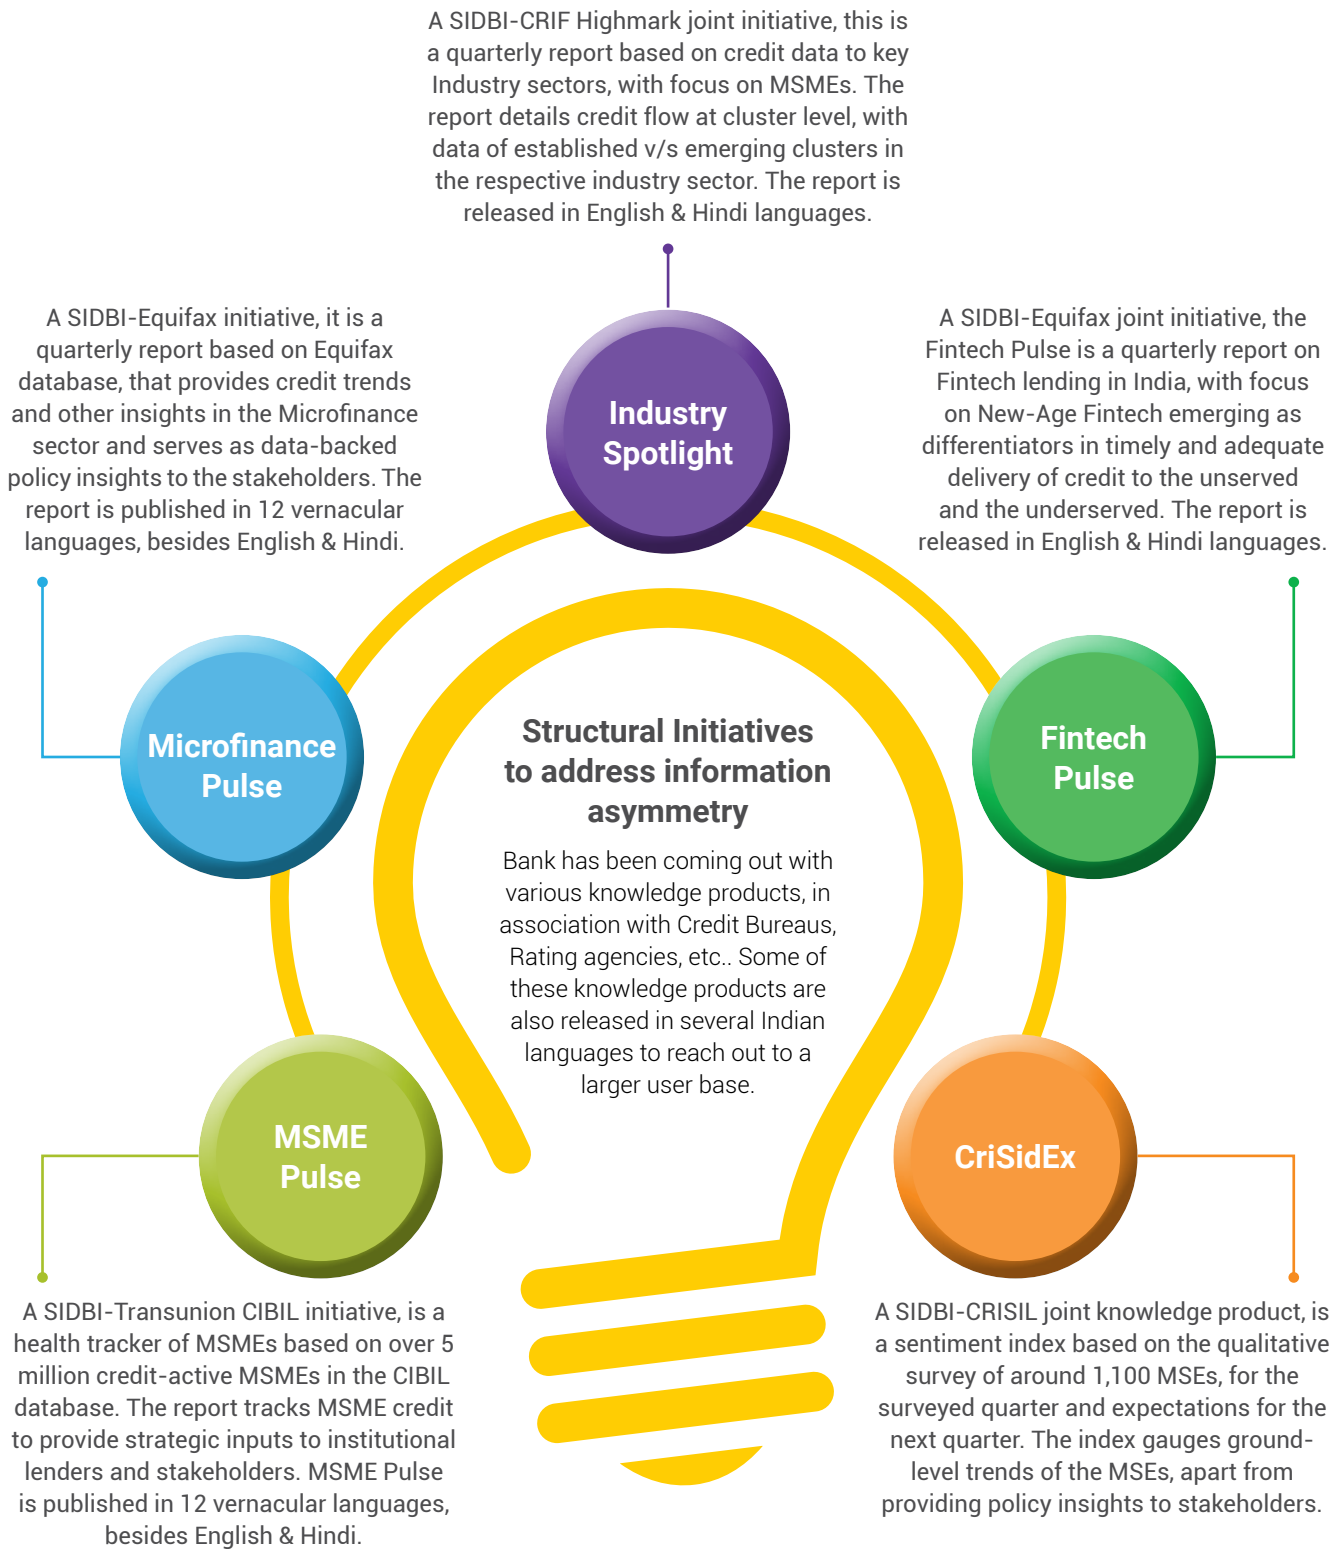 A SIDBI-CRIF Highmark joint initiative, this is
a quarterly report based on credit data to key
Industry sectors, with focus on MSMEs. The
report details credit flow at cluster level, with
data of established v/s emerging clusters in
the respective industry sector. The report is
released in English & Hindi languages.
A SIDBI-Equifax initiative, it is a
quarterly report based on Equifax
database, that provides credit trends
and other insights in the Microfinance
sector and serves as data-backed
policy insights to the stakeholders. The
report is published in 12 vernacular
languages, besides English & Hindi.
A SIDBI-Equifax joint initiative, the
Fintech Pulse is a quarterly report on
Fintech lending in India, with focus
on New-Age Fintech emerging as
differentiators in timely and adequate
delivery of credit to the unserved
and the underserved. The report is
released in English & Hindi languages.
Industry
Spotlight
Microfinance
Pulse
Fintech
Pulse
Structural Initiatives
to address information
asymmetry
Bank has been coming out with
various knowledge products, in
association with Credit Bureaus,
Rating agencies, etc.. Some of
these knowledge products are
also released in several Indian
languages to reach out to a
larger user base.
MSME
Pulse
CriSidEx
A SIDBI-Transunion CIBIL initiative, is a
health tracker of MSMEs based on over 5
million credit-active MSMEs in the CIBIL
database. The report tracks MSME credit
to provide strategic inputs to institutional
lenders and stakeholders. MSME Pulse
is published in 12 vernacular languages,
besides English & Hindi.
A SIDBI-CRISIL joint knowledge product, is
a sentiment index based on the qualitative
survey of around 1,100 MSEs, for the
surveyed quarter and expectations for the
next quarter. The index gauges ground-
level trends of the MSEs, apart from
providing policy insights to stakeholders.